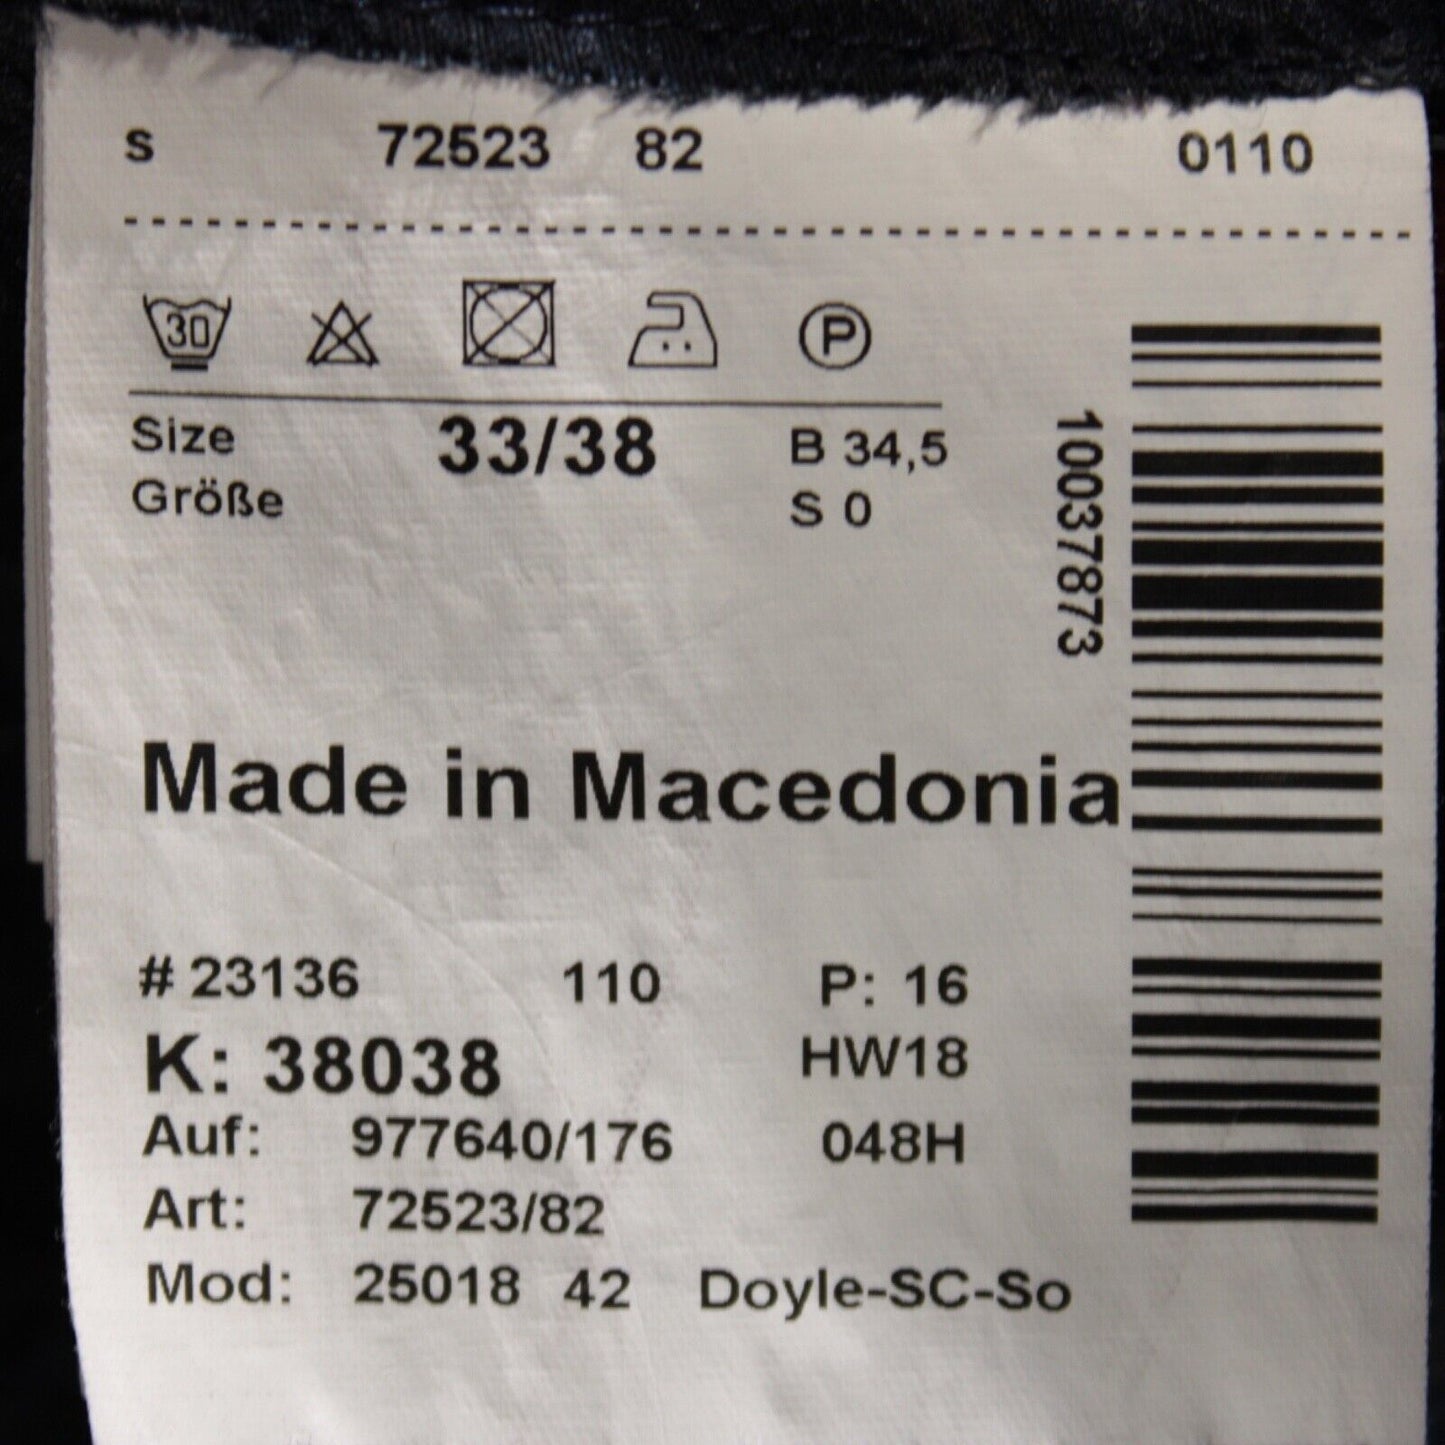 s 72523 82 0110
30 P
Size 33/38 B 34,5
Größe S 0
10037873
Made in Macedonia
# 23136 110 P: 16
K: 38038 HW18
Auf: 977640/176 048H
Art: 72523/82
Mod: 25018 42 Doyle-SC-So